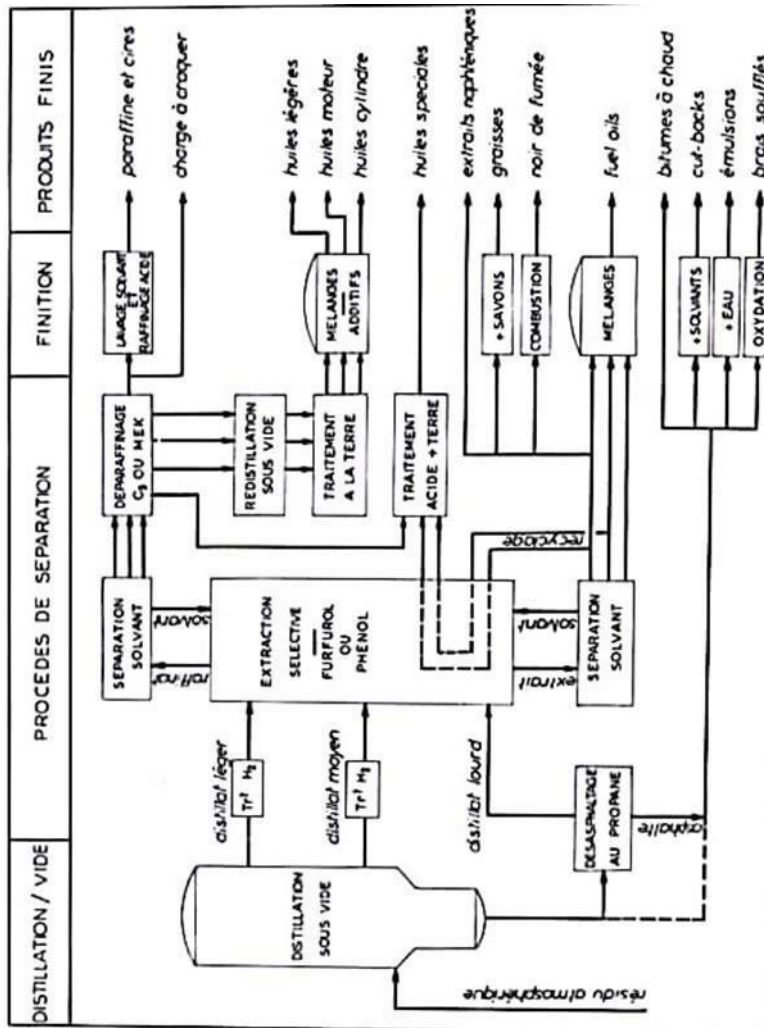 DISTILLATION / VIDE
PROCEDES DE SEPARATION
FINITION
PRODUITS FINIS
résidu atmosphérique
DISTILLATION
SOUS VIDE
distillat léger
Trt H2
distillat moyen
Trt H2
distillat lourd
DESASPHALTAGE
AU PROPANE
asphalte
SEPARATION
SOLVANT
raffinat
solvant
EXTRACTION
SELECTIVE
FURFUROL
OU
PHENOL
extrait
solvant
SEPARATION
SOLVANT
recyclage
DEPARAFFINAGE
C3 OU MEK
REDISTILLATION
SOUS VIDE
TRAITEMENT
A LA TERRE
TRAITEMENT
ACIDE + TERRE
LAVAGE SOLVANT
ET
RAFFINAGE ACIDE
MELANGES
ADDITIFS
+ SAVONS
COMBUSTION
MELANGES
+SOLVANTS
+ EAU
OXYDATION
paraffine et cires
charge à craquer
huiles légères
huiles moteur
huiles cylindre
huiles speciales
extraits naphténiques
graisses
noir de fumée
fuel oils
bitumes à chaud
cut-backs
émulsions
brais soufflés